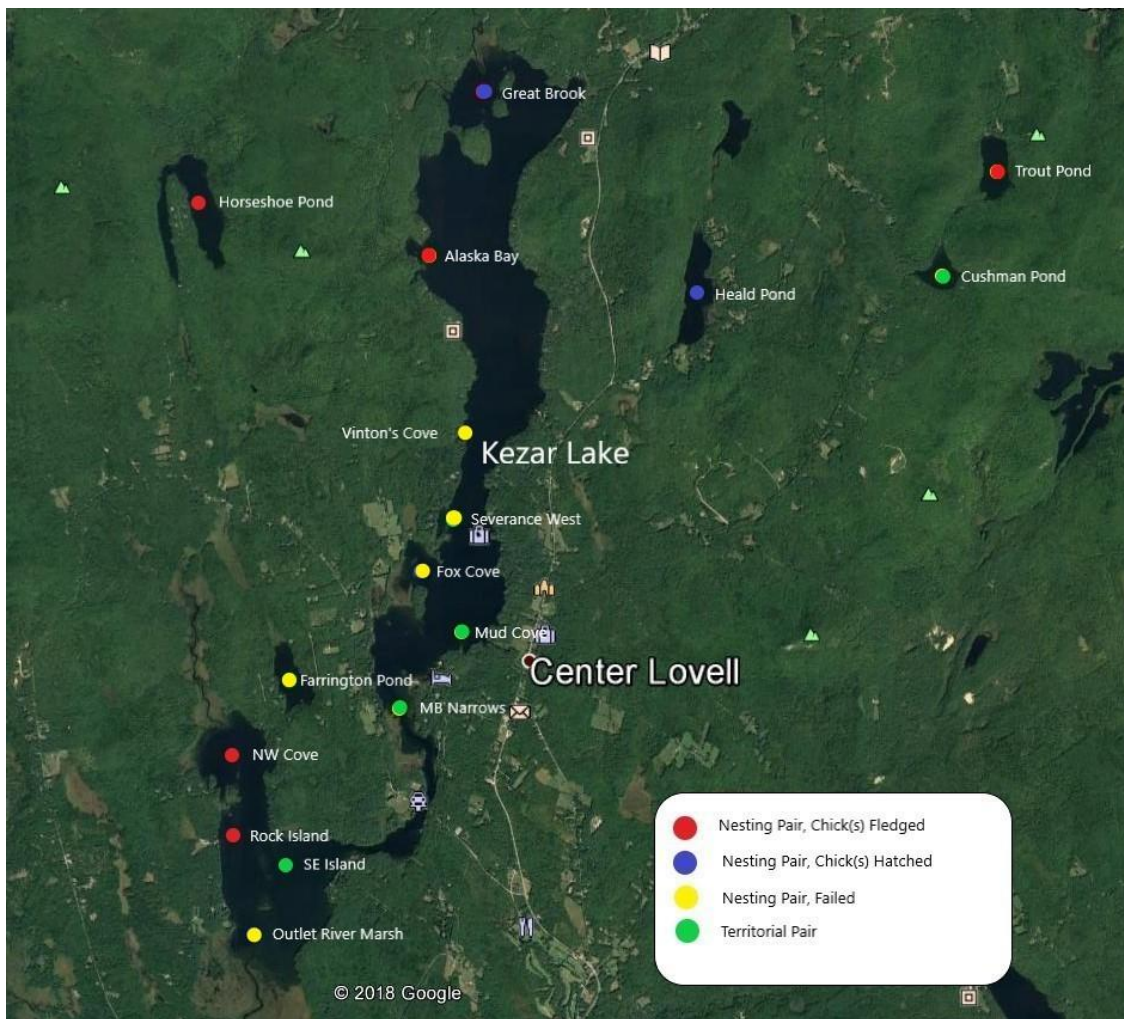 Great Brook
Trout Pond
Horseshoe Pond
Alaska Bay
Cushman Pond
Heald Pond
Vinton's Cove
Kezar Lake
Severance West
Fox Cove
Mud Cove
Center Lovell
Farrington Pond
MB Narrows
NW Cove
Rock Island
SE Island
Outlet River Marsh
Nesting Pair, Chick(s) Fledged
Nesting Pair, Chick(s) Hatched
Nesting Pair, Failed
Territorial Pair
© 2018 Google